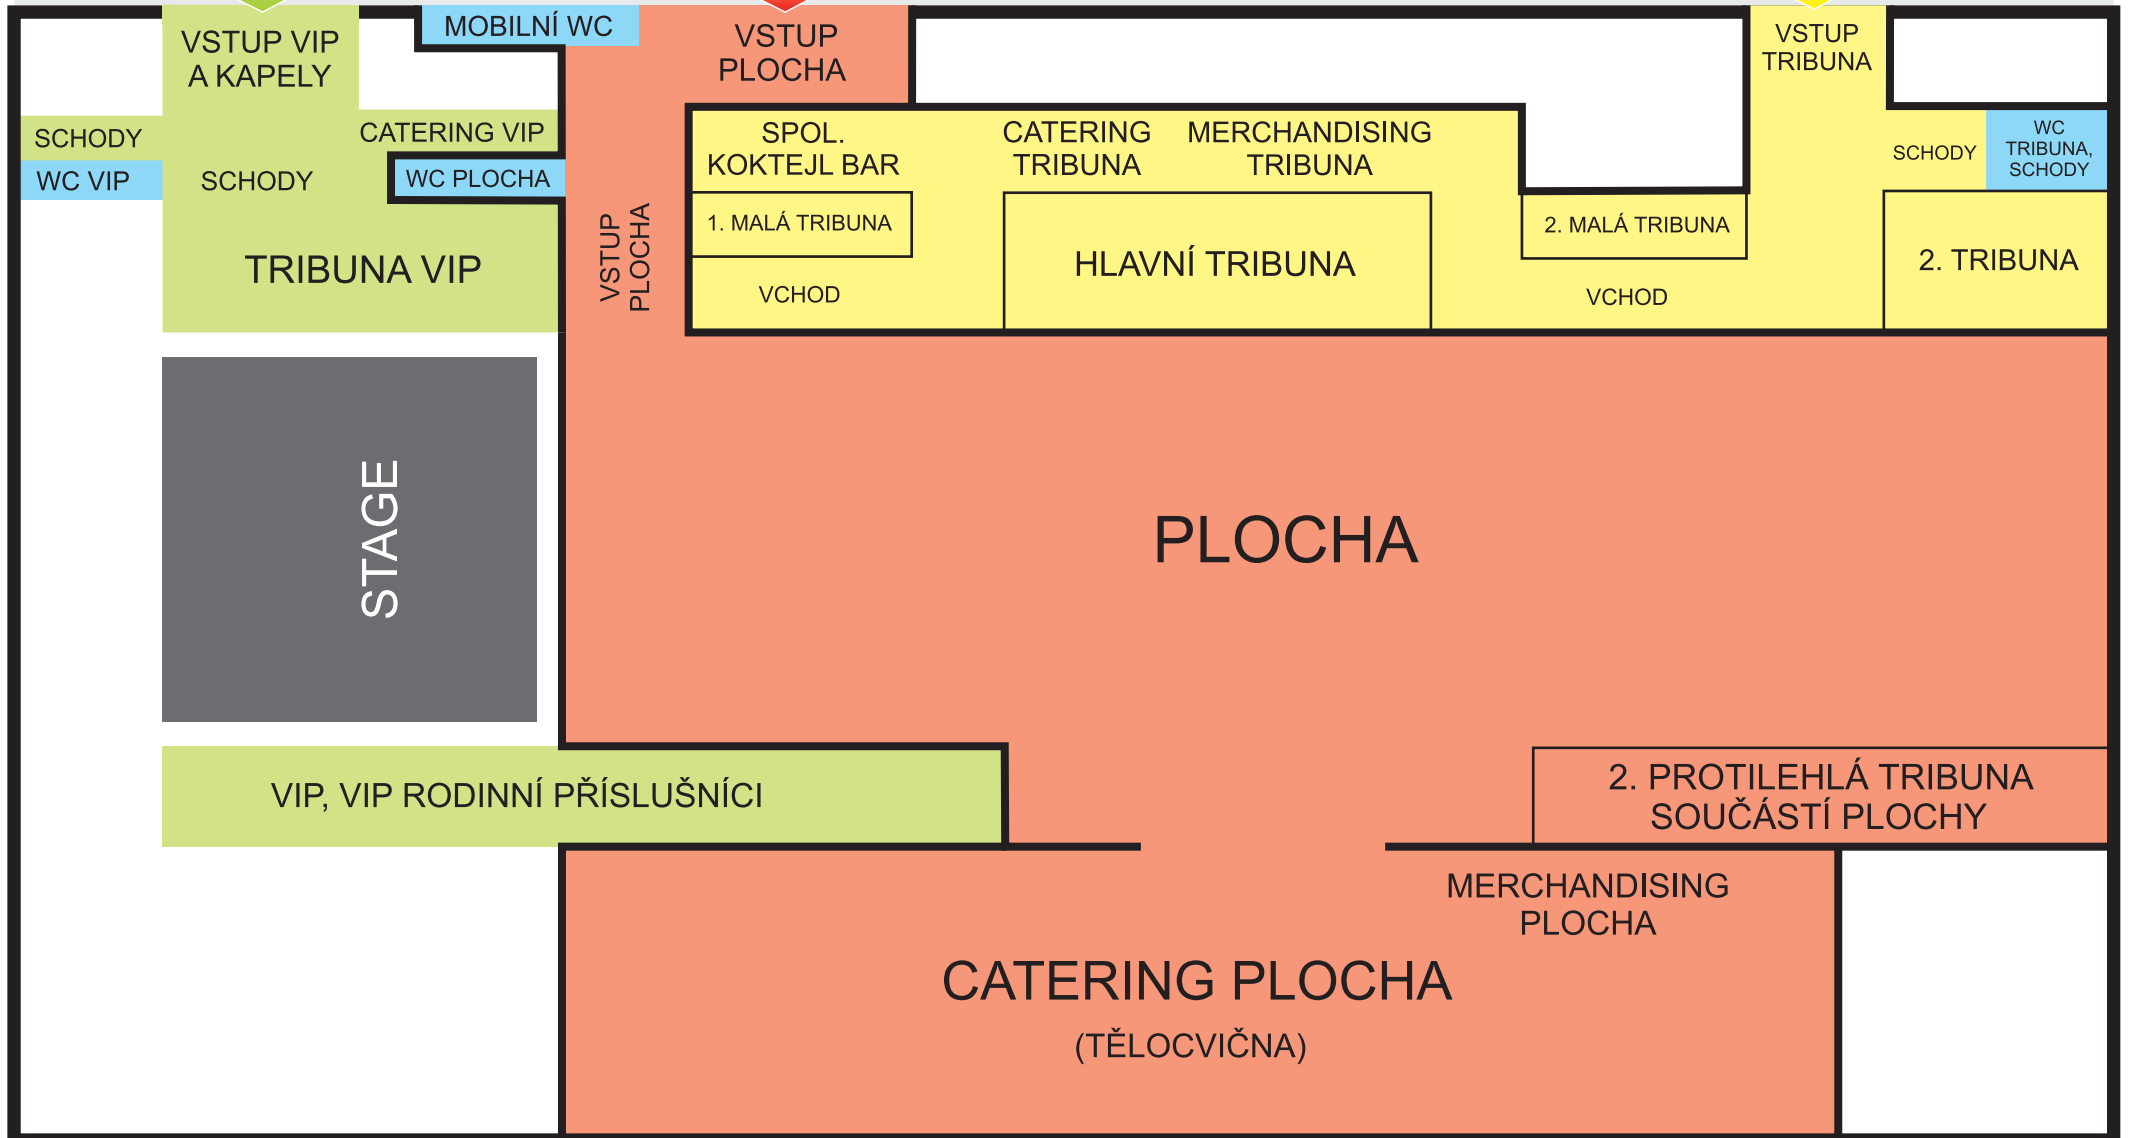 VSTUP VIP
A KAPELY
MOBILNÍ WC
VSTUP
PLOCHA
VSTUP
TRIBUNA
SCHODY
CATERING VIP
WC VIP
SCHODY
WC PLOCHA
SPOL.
KOKTEJL BAR
CATERING
TRIBUNA
MERCHANDISING
TRIBUNA
SCHODY
WC
TRIBUNA,
SCHODY
TRIBUNA VIP
VSTUP
PLOCHA
1. MALÁ TRIBUNA
HLAVNÍ TRIBUNA
2. MALÁ TRIBUNA
2. TRIBUNA
VCHOD
VCHOD
STAGE
PLOCHA
VIP, VIP RODINNÍ PŘÍSLUŠNÍCI
2. PROTILEHLÁ TRIBUNA
SOUČÁSTÍ PLOCHY
MERCHANDISING
PLOCHA
CATERING PLOCHA
(TĚLOCVIČNA)